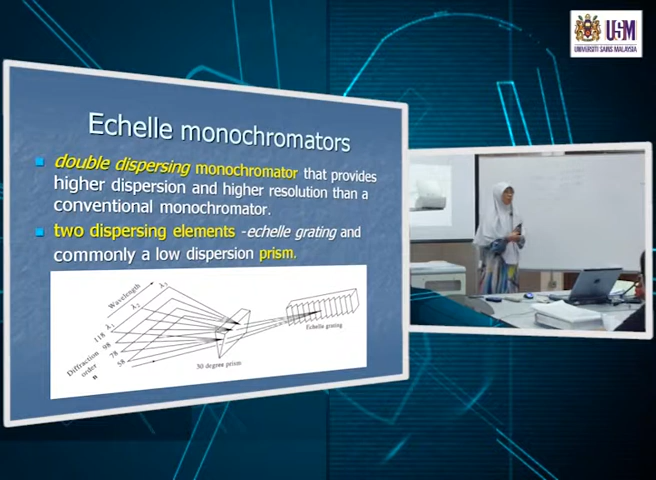 USM
UNIVERSITI SAINS MALAYSIA
Echelle monochromators
double dispersing monochromator that provides
higher dispersion and higher resolution than a
conventional monochromator.
two dispersing elements -echelle grating and
commonly a low dispersion prism.
Wavelength
λ1
λ2
λ3
118
98
78
58
Diffraction
order
n
30 degree prism
Echelle grating